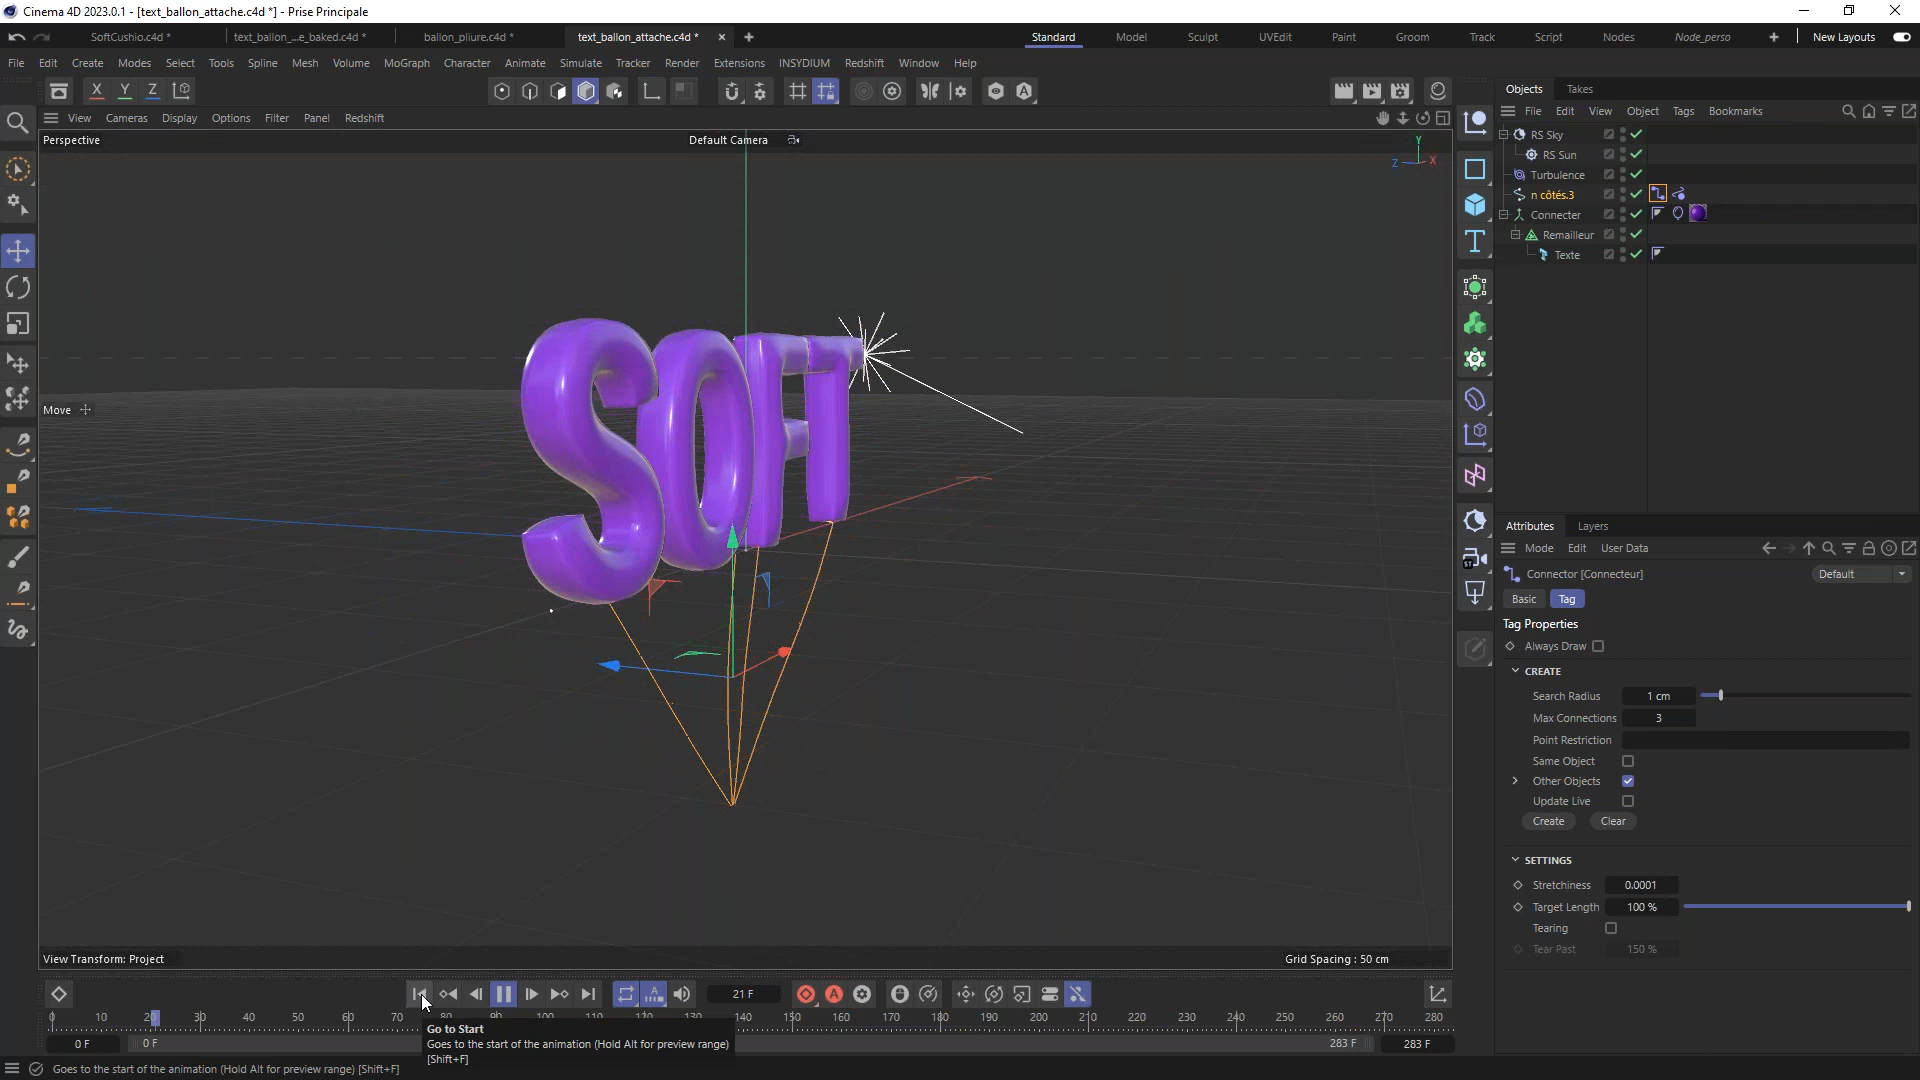 Cinema 4D 2023.0.1 - [text_ballon_attache.c4d *] - Prise Principale
SoftCushio.c4d *
text_ballon_...e_baked.c4d *
ballon_pliure.c4d *
text_ballon_attache.c4d *
Standard
Model
Sculpt
UVEdit
Paint
Groom
Track
Script
Nodes
Node_perso
New Layouts
File Edit Create Modes Select Tools Spline Mesh Volume MoGraph Character Animate Simulate Tracker Render Extensions INSYDIUM Redshift Window Help
X Y Z
View Cameras Display Options Filter Panel Redshift
Perspective
Default Camera
Y
Z X
SOFT
Move
View Transform: Project
Grid Spacing : 50 cm
21 F
0 10 20 30 40 50 60 70 80 90 100 110 120 130 140 150 160 170 180 190 200 210 220 230 240 250 260 270 280
Go to Start
Goes to the start of the animation (Hold Alt for preview range)
[Shift+F]
0 F
0 F
283 F
283 F
Goes to the start of the animation (Hold Alt for preview range) [Shift+F]
Objects Takes
File Edit View Object Tags Bookmarks
RS Sky
RS Sun
Turbulence
n côtés.3
Connecter
Remailleur
Texte
Attributes Layers
Mode Edit User Data
Connector [Connecteur]
Default
Basic Tag
Tag Properties
Always Draw
CREATE
Search Radius 1 cm
Max Connections 3
Point Restriction
Same Object
Other Objects
Update Live
Create Clear
SETTINGS
Stretchiness 0.0001
Target Length 100 %
Tearing
Tear Past 150 %